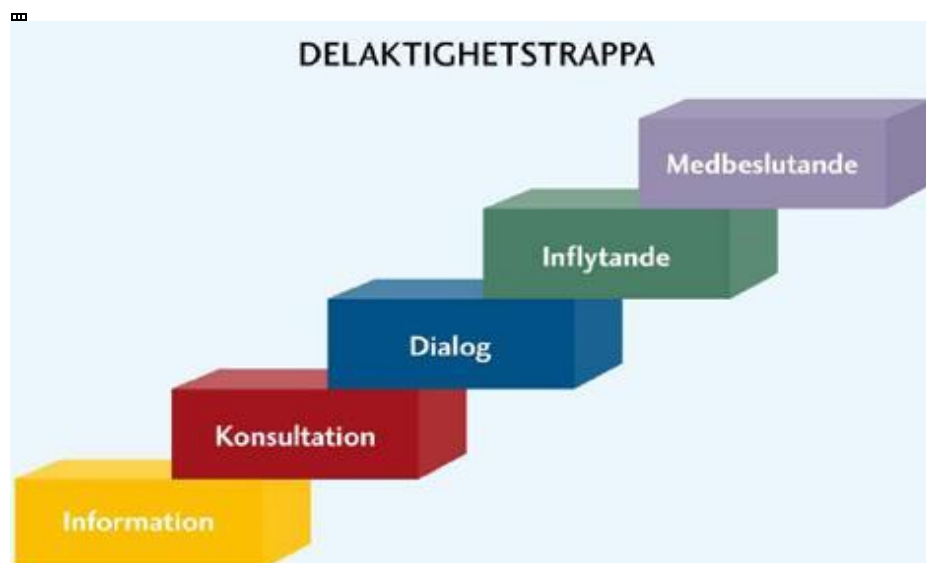 DELAKTIGHETSTRAPPA
Medbeslutande
Inflytande
Dialog
Konsultation
Information